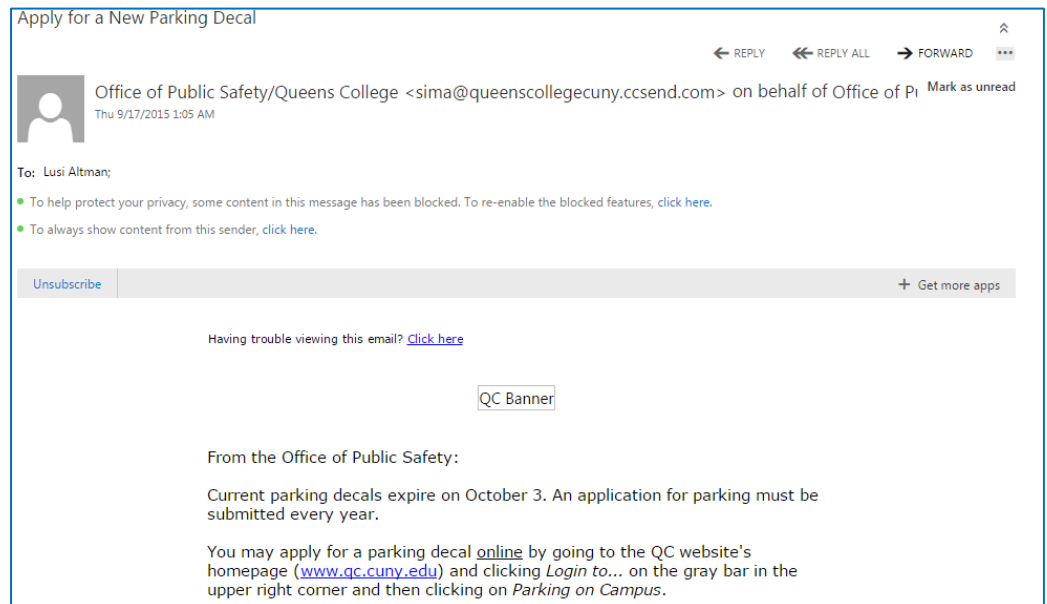 Apply for a New Parking Decal
REPLY REPLY ALL FORWARD
Office of Public Safety/Queens College <sima@queenscollegecuny.ccsend.com> on behalf of Office of
Mark as unread
Thu 9/17/2015 1:05 AM
To: Lusi Altman;
To help protect your privacy, some content in this message has been blocked. To re-enable the blocked features, click here.
To always show content from this sender, click here.
Unsubscribe
+ Get more apps
Having trouble viewing this email? Click here
QC Banner
From the Office of Public Safety:
Current parking decals expire on October 3. An application for parking must be
submitted every year.
You may apply for a parking decal online by going to the QC website's
homepage (www.qc.cuny.edu) and clicking Login to... on the gray bar in the
upper right corner and then clicking on Parking on Campus.